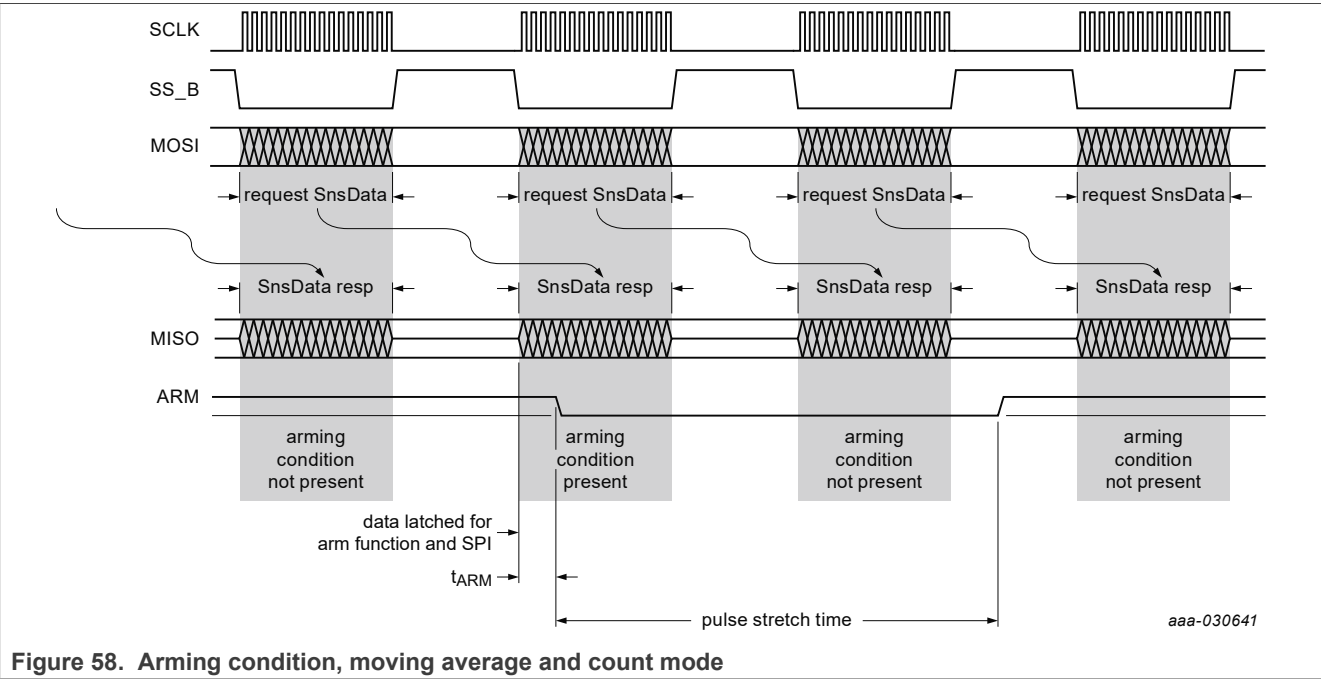 SCLK
SS_B
MOSI
request SnsData request SnsData request SnsData request SnsData
SnsData resp SnsData resp SnsData resp SnsData resp
MISO
ARM
arming arming arming arming
condition condition condition condition
not present present not present not present
data latched for
arm function and SPI
tARM
pulse stretch time
aaa-030641
Figure 58. Arming condition, moving average and count mode